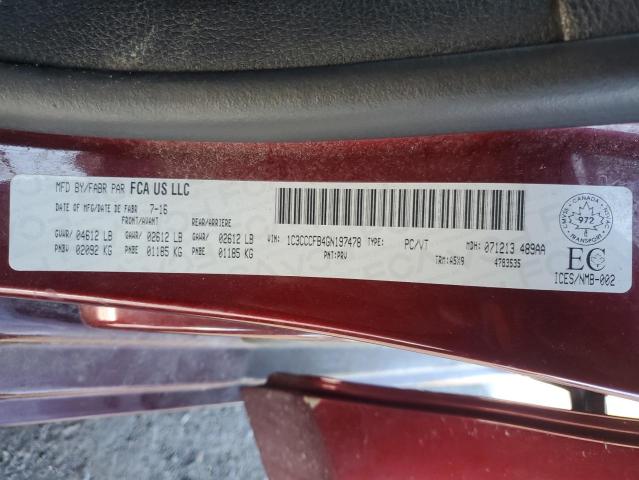 MFD BY/FABR PAR FCA US LLC
DATE OF MFG/DATE DE FABR 7-16
FRONT/AVANT REAR/ARRIERE
GVWR/ 04612 LB GAWR/ 02612 LB GAWR/ 02612 LB
PNBV 02092 KG PNBE 01185 KG PNBE 01185 KG
VIN: 1C3CCCFB4GN197478 TYPE: PC/VT MDH: 071213 489AA
PNT:PRV TRM:A5X9 4783535
CANADA
972
8
TRANSPORT
EC
ICES/NMB-002